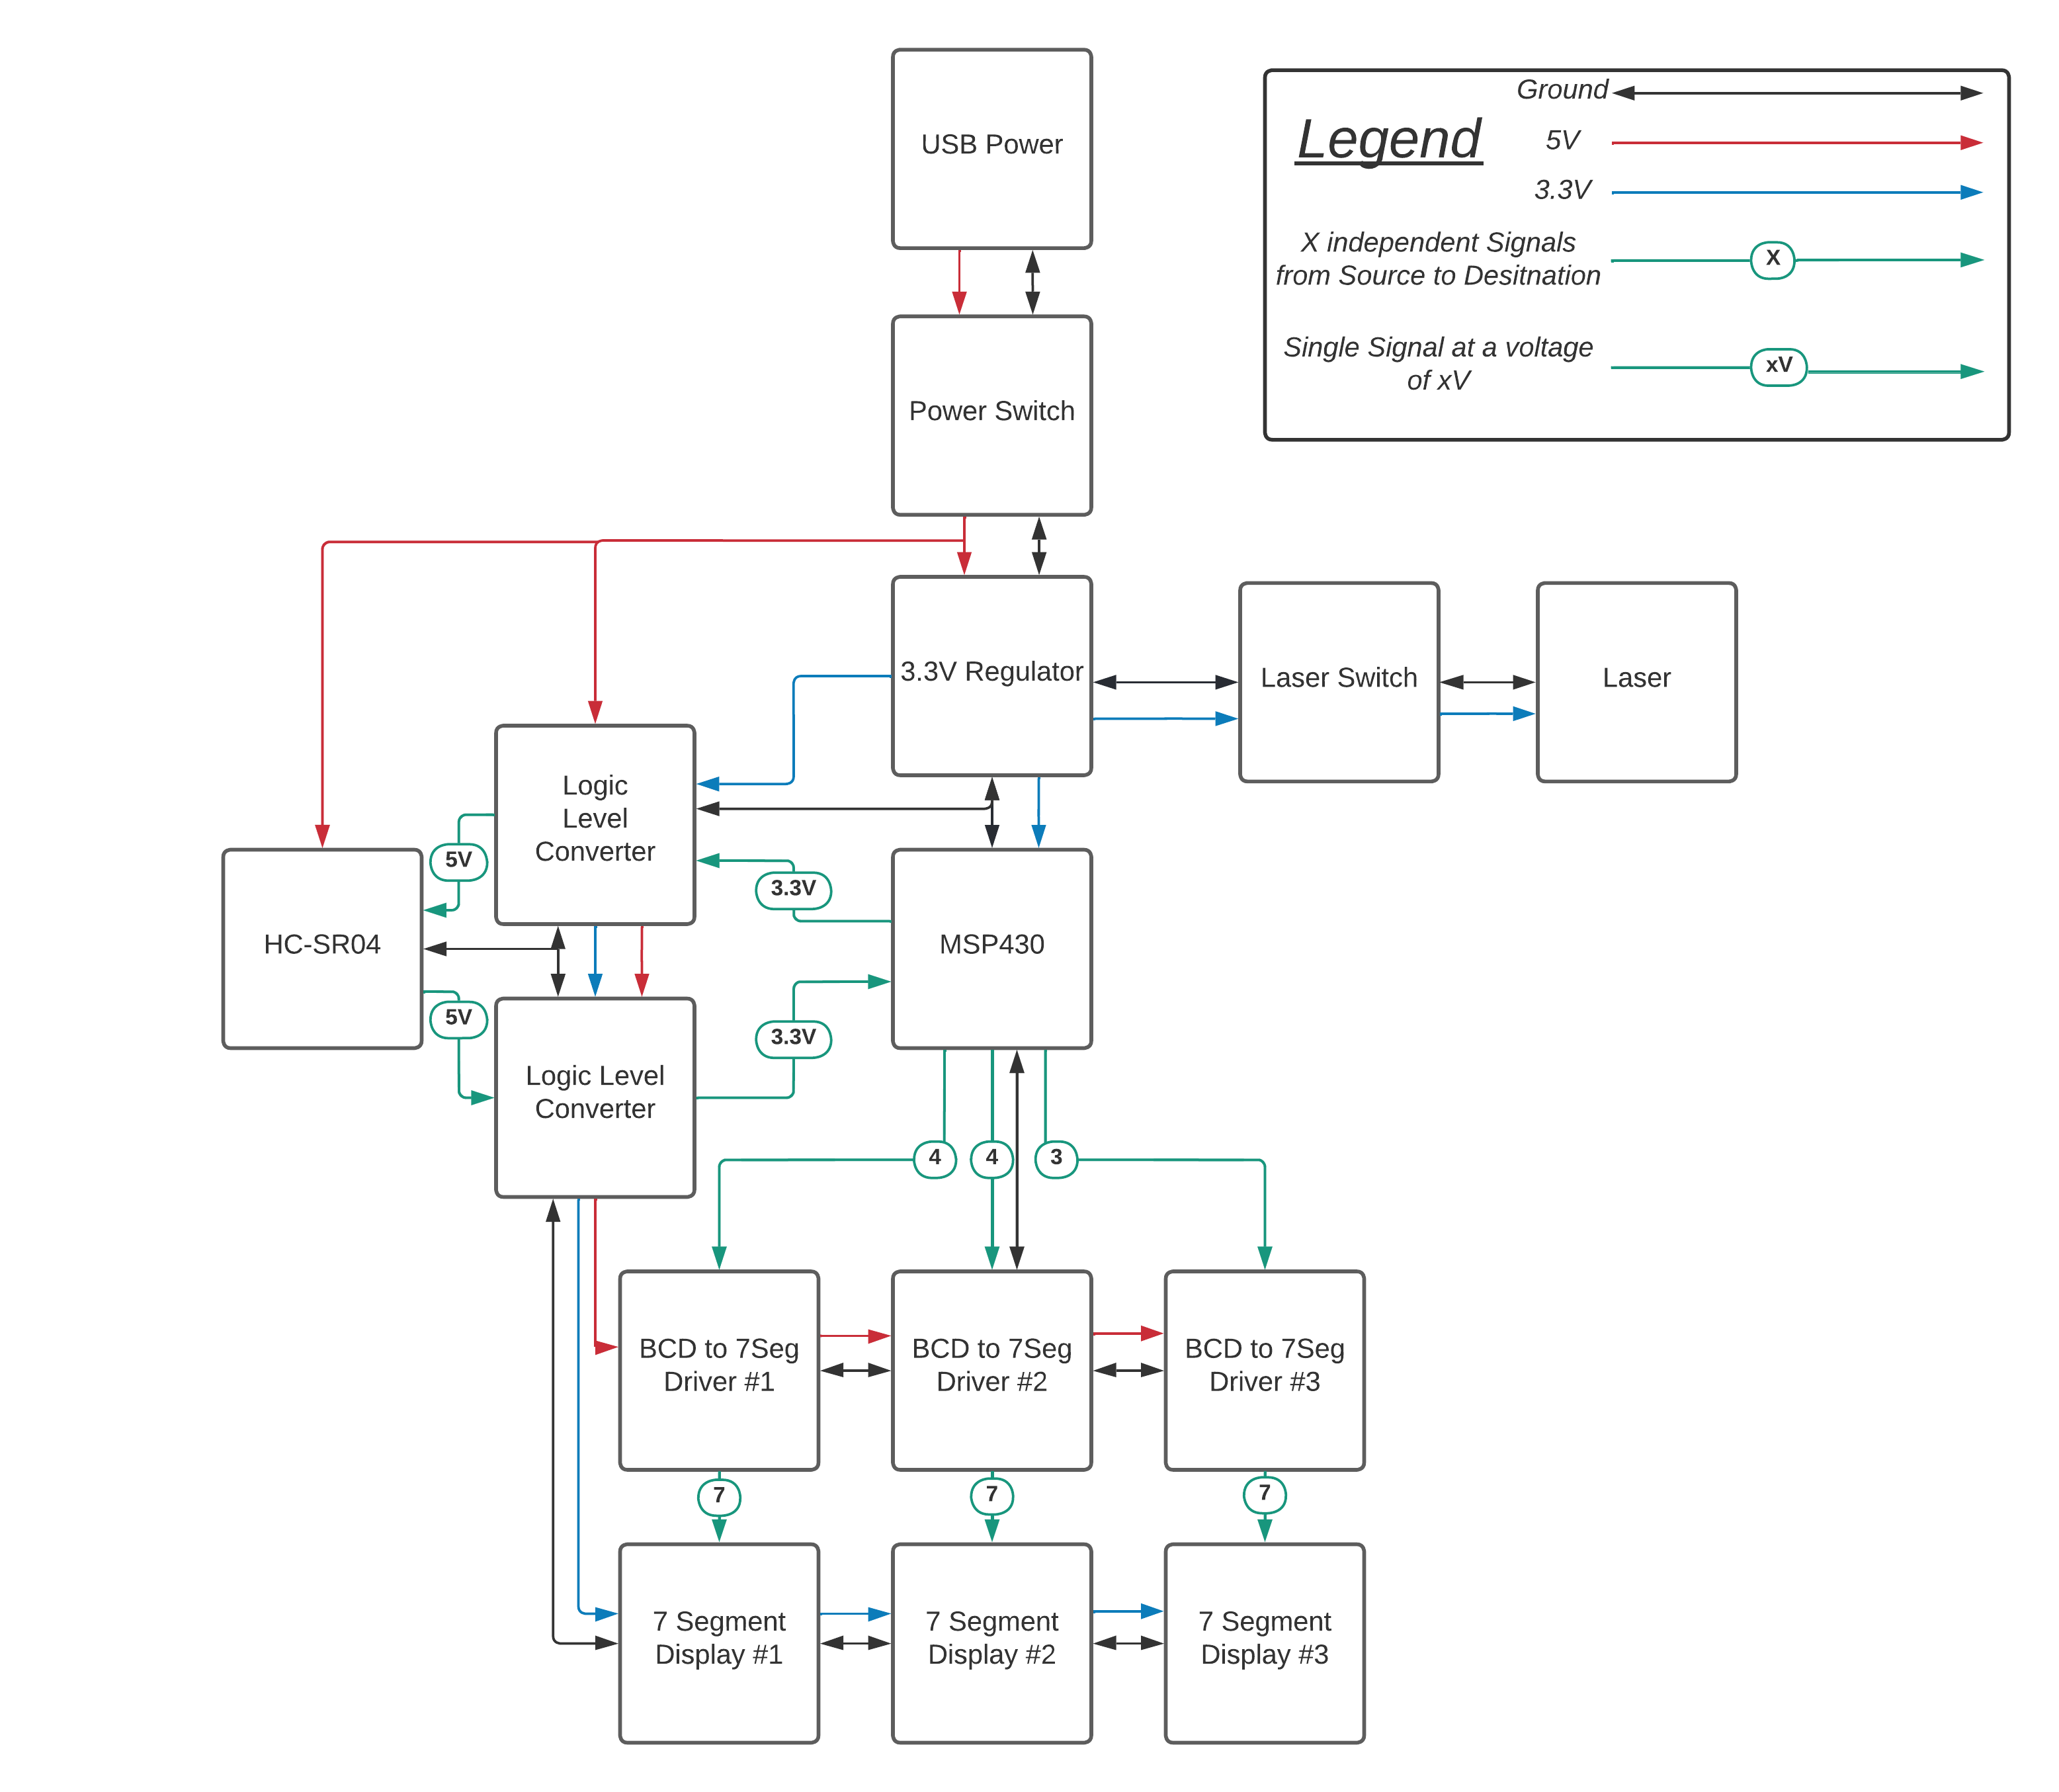 USB Power
Legend
Ground
5V
3.3V
X independent Signals
from Source to Desitnation
X
Single Signal at a voltage
of xV
xV
Power Switch
3.3V Regulator
Laser Switch
Laser
Logic
Level
Converter
5V
3.3V
HC-SR04
MSP430
5V
3.3V
Logic Level
Converter
4
4
3
BCD to 7Seg
Driver #1
BCD to 7Seg
Driver #2
BCD to 7Seg
Driver #3
7
7
7
7 Segment
Display #1
7 Segment
Display #2
7 Segment
Display #3